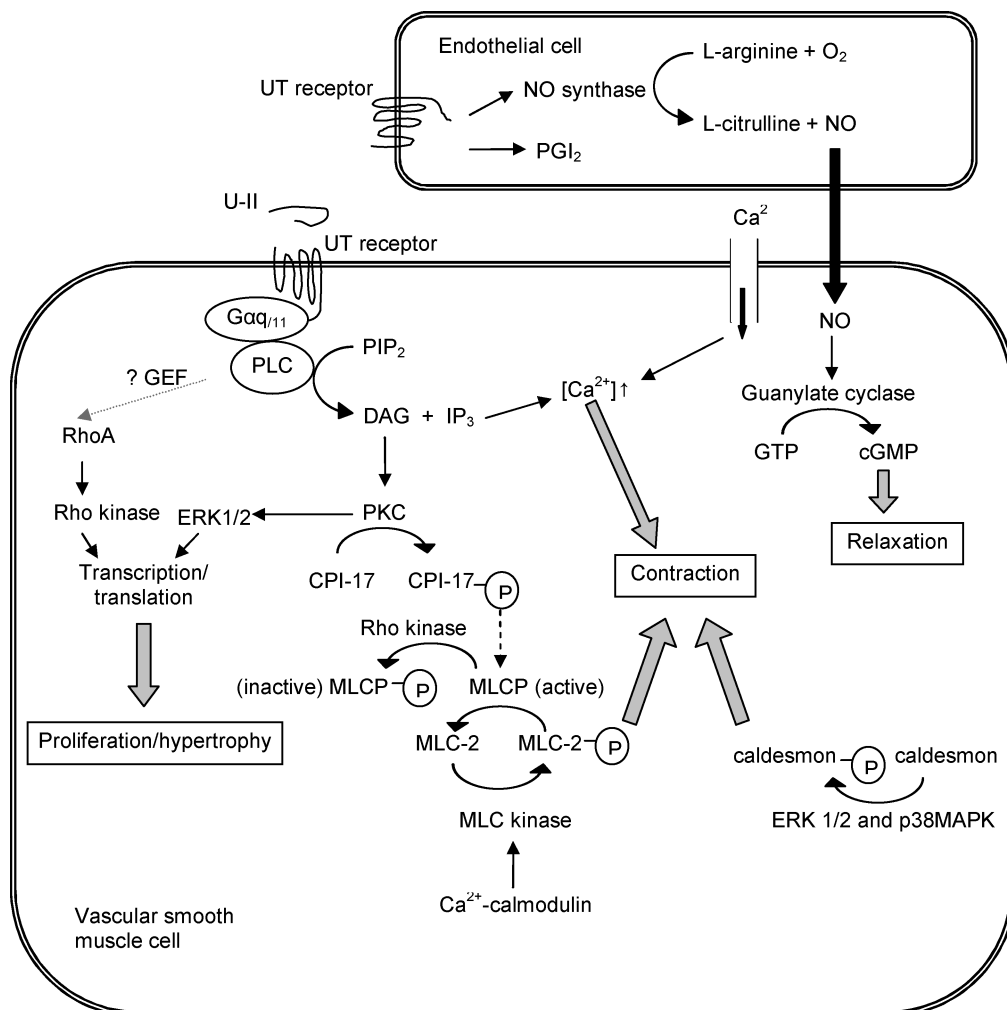 Endothelial cell
L-arginine + O₂
UT receptor
NO synthase
L-citrulline + NO
PGI₂
U-II
Ca²
UT receptor
Gαq/11
NO
PIP₂
PLC
? GEF
[Ca²⁺]↑
Guanylate cyclase
DAG + IP₃
RhoA
GTP
cGMP
Rho kinase
ERK1/2
PKC
Relaxation
Transcription/
translation
CPI-17
CPI-17
P
Contraction
Rho kinase
(inactive) MLCP
P
MLCP (active)
Proliferation/hypertrophy
MLC-2
MLC-2
P
caldesmon
P
caldesmon
MLC kinase
ERK 1/2 and p38MAPK
Ca²⁺-calmodulin
Vascular smooth
muscle cell